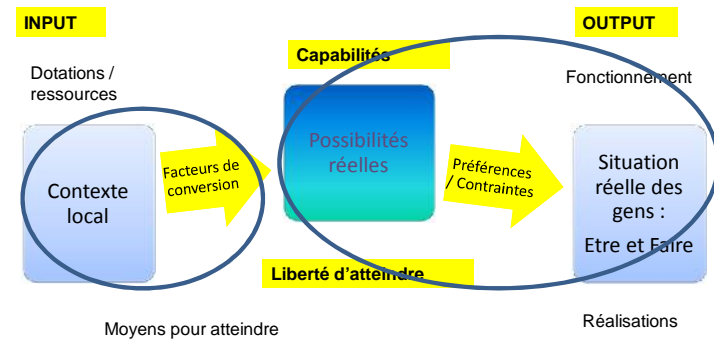 INPUT
OUTPUT
Capabilités
Dotations /
ressources
Fonctionnement
Contexte
local
Facteurs de
conversion
Possibilités
réelles
Préférences
/ Contraintes
Situation
réelle des
gens :
Etre et Faire
Liberté d'atteindre
Moyens pour atteindre
Réalisations